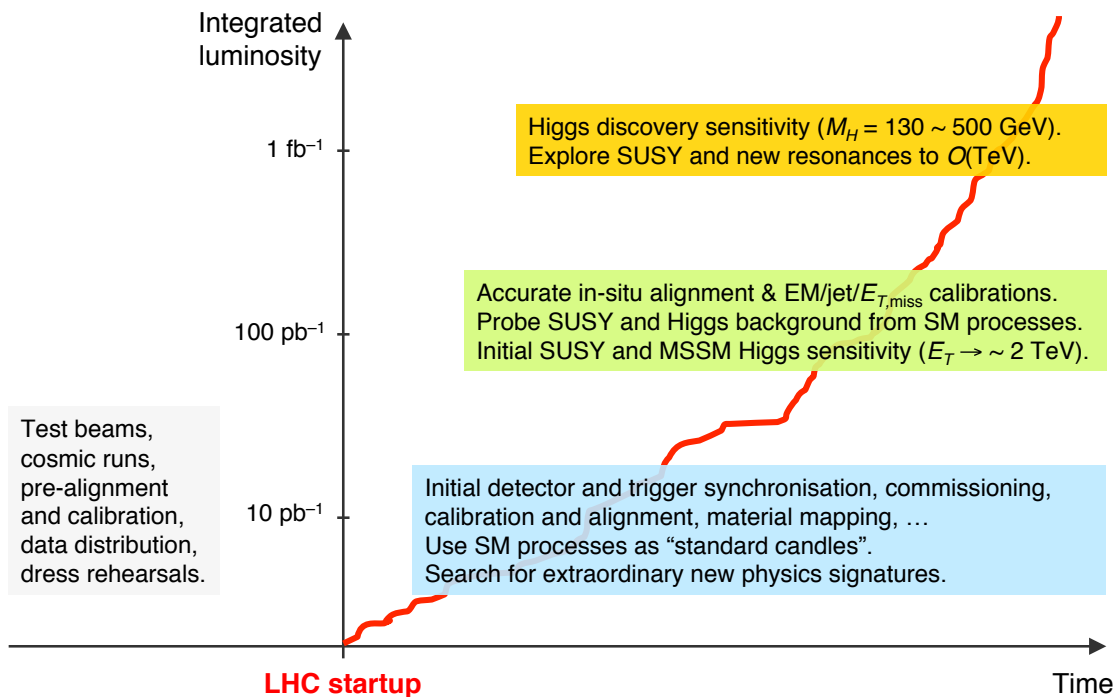 Integrated
luminosity
Higgs discovery sensitivity (M_H = 130 ~ 500 GeV).
Explore SUSY and new resonances to O(TeV).
1 fb⁻¹
Accurate in-situ alignment & EM/jet/E_T,miss calibrations.
Probe SUSY and Higgs background from SM processes.
Initial SUSY and MSSM Higgs sensitivity (E_T → ~ 2 TeV).
100 pb⁻¹
Test beams,
cosmic runs,
pre-alignment
and calibration,
data distribution,
dress rehearsals.
10 pb⁻¹
Initial detector and trigger synchronisation, commissioning,
calibration and alignment, material mapping, …
Use SM processes as “standard candles”.
Search for extraordinary new physics signatures.
LHC startup
Time